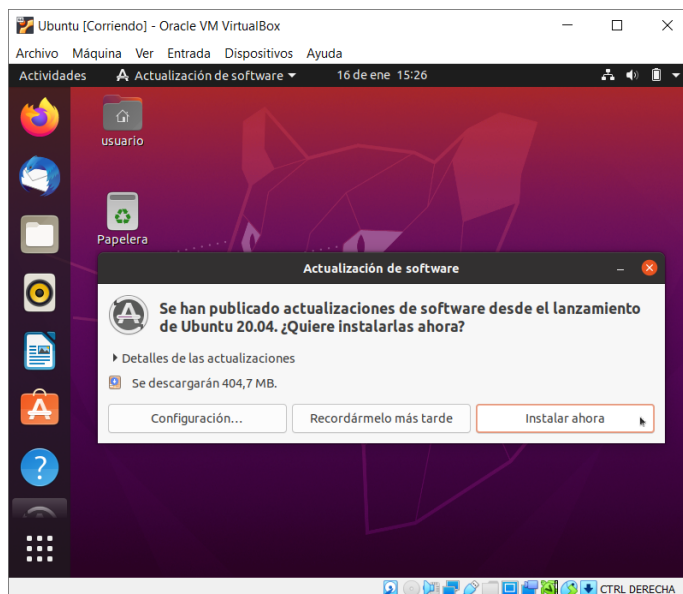 Ubuntu [Corriendo] - Oracle VM VirtualBox
Archivo Máquina Ver Entrada Dispositivos Ayuda
Actividades Actualización de software 16 de ene 15:26
usuario
Papelera
Actualización de software
Se han publicado actualizaciones de software desde el lanzamiento
de Ubuntu 20.04. ¿Quiere instalarlas ahora?
Detalles de las actualizaciones
Se descargarán 404,7 MB.
Configuración... Recordármelo más tarde Instalar ahora
CTRL DERECHA